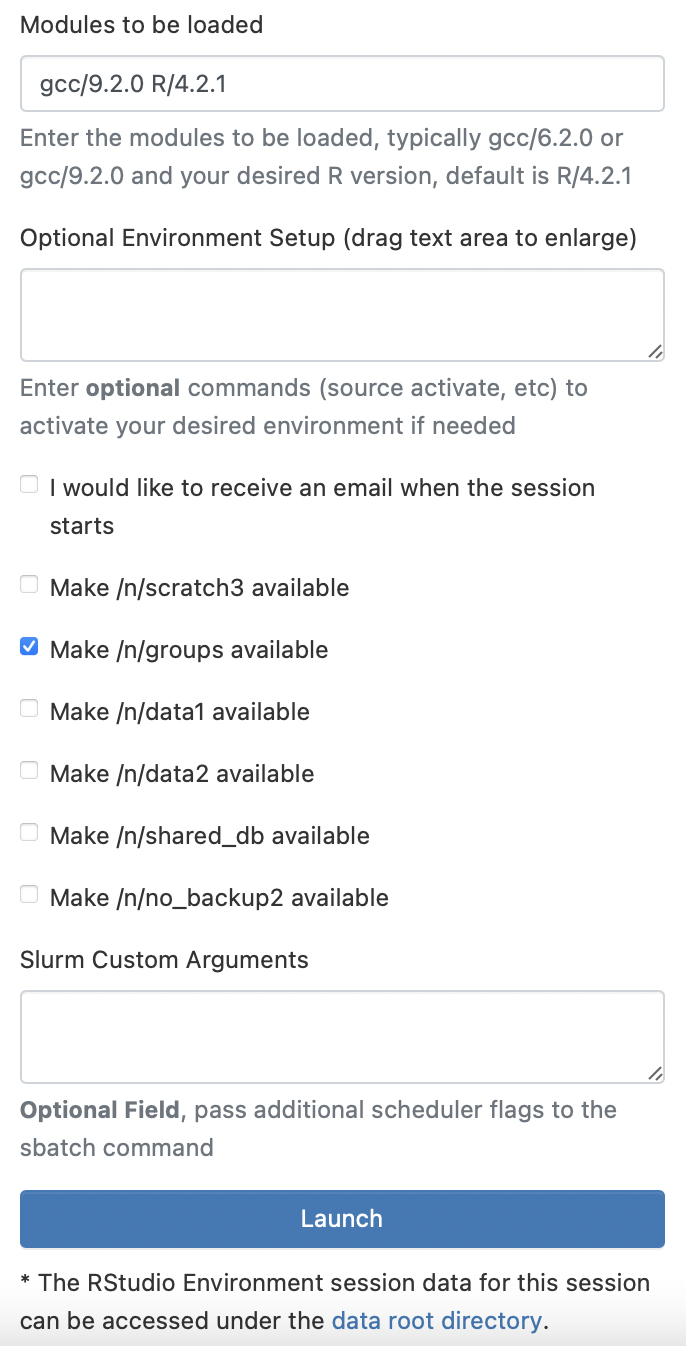 Modules to be loaded
gcc/9.2.0 R/4.2.1
Enter the modules to be loaded, typically gcc/6.2.0 or
gcc/9.2.0 and your desired R version, default is R/4.2.1
Optional Environment Setup (drag text area to enlarge)
Enter optional commands (source activate, etc) to
activate your desired environment if needed
I would like to receive an email when the session
starts
Make /n/scratch3 available
Make /n/groups available
Make /n/data1 available
Make /n/data2 available
Make /n/shared_db available
Make /n/no_backup2 available
Slurm Custom Arguments
Optional Field, pass additional scheduler flags to the
sbatch command
Launch
* The RStudio Environment session data for this session
can be accessed under the data root directory.